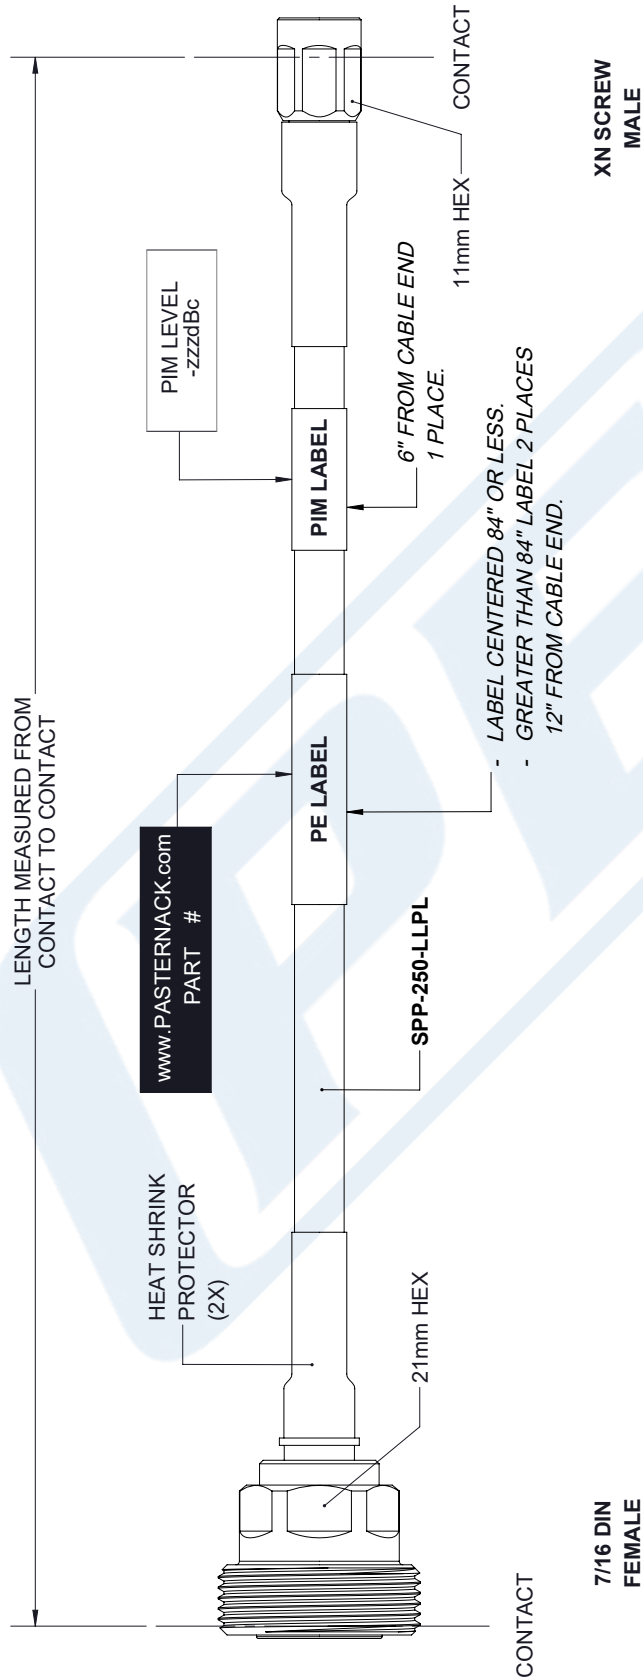 LENGTH MEASURED FROM
CONTACT TO CONTACT
HEAT SHRINK
PROTECTOR
(2X)
www.PASTERNACK.com
PART #
PIM LEVEL
-zzzdBc
PE LABEL
PIM LABEL
CONTACT
21mm HEX
SPP-250-LLPL
- LABEL CENTERED 84" OR LESS.
- GREATER THAN 84" LABEL 2 PLACES
12" FROM CABLE END.
6" FROM CABLE END
1 PLACE.
11mm HEX
CONTACT
7/16 DIN
FEMALE
XN SCREW
MALE